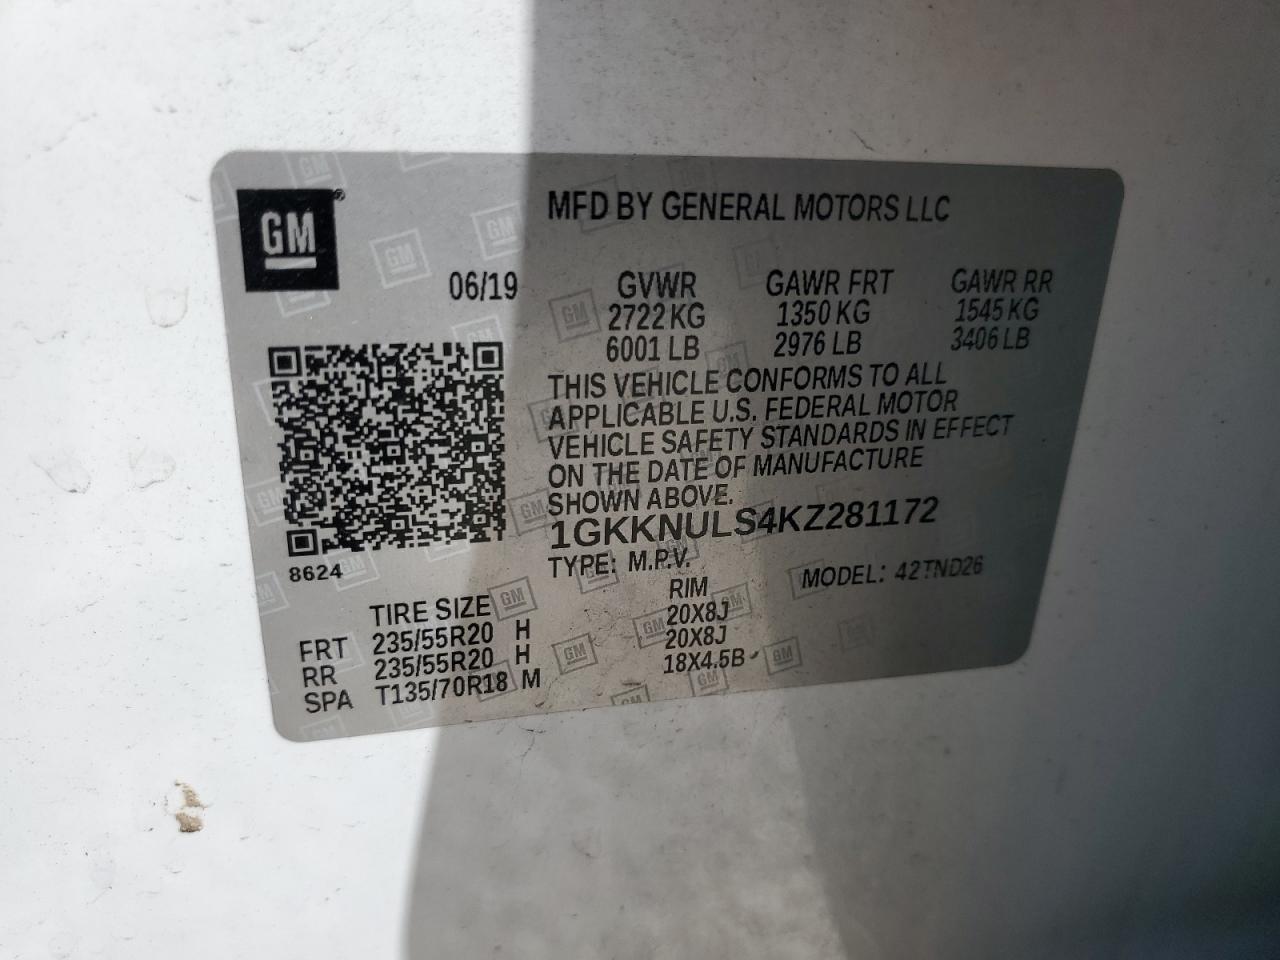 GM®
MFD BY GENERAL MOTORS LLC
06/19 GVWR GAWR FRT GAWR RR
2722 KG 1350 KG 1545 KG
6001 LB 2976 LB 3406 LB
THIS VEHICLE CONFORMS TO ALL
APPLICABLE U.S. FEDERAL MOTOR
VEHICLE SAFETY STANDARDS IN EFFECT
ON THE DATE OF MANUFACTURE
SHOWN ABOVE.
1GKKNULS4KZ281172
TYPE: M.P.V. MODEL: 42TND26
8624
TIRE SIZE RIM
FRT 235/55R20 H 20X8J
RR 235/55R20 H 20X8J
SPA T135/70R18 M 18X4.5B